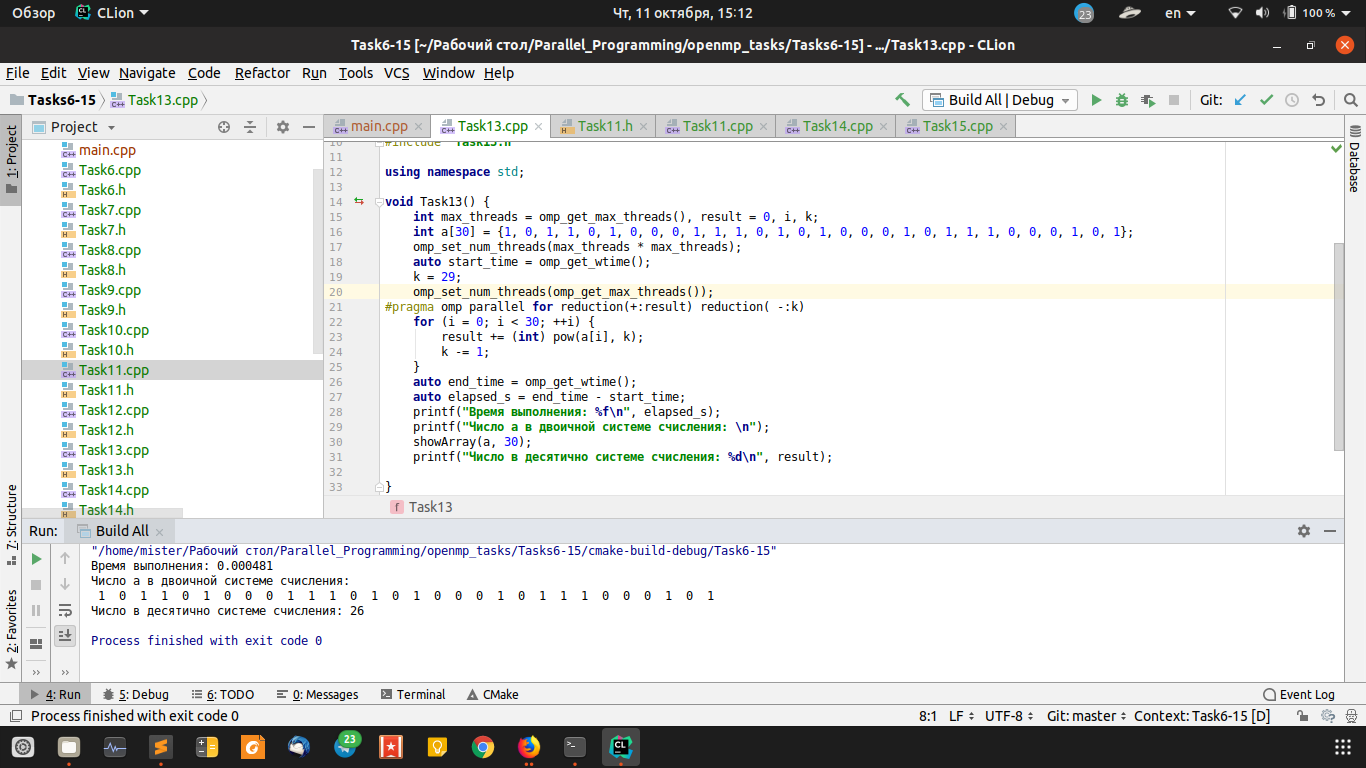 Обзор CLion Чт, 11 октября, 15:12 23 en 100 %
Task6-15 [~/Рабочий стол/Parallel_Programming/openmp_tasks/Tasks6-15] - .../Task13.cpp - CLion
File Edit View Navigate Code Refactor Run Tools VCS Window Help
Tasks6-15 Task13.cpp Build All | Debug Git:
Project main.cpp Task13.cpp Task11.h Task11.cpp Task14.cpp Task15.cpp
1: Project
7: Structure
2: Favorites
Database
main.cpp
Task6.cpp
Task6.h
Task7.cpp
Task7.h
Task8.cpp
Task8.h
Task9.cpp
Task9.h
Task10.cpp
Task10.h
Task11.cpp
Task11.h
Task12.cpp
Task12.h
Task13.cpp
Task13.h
Task14.cpp
Task14.h
10 #include "Task13.h"
11
12 using namespace std;
13
14 void Task13() {
15 int max_threads = omp_get_max_threads(), result = 0, i, k;
16 int a[30] = {1, 0, 1, 1, 0, 1, 0, 0, 0, 1, 1, 1, 0, 1, 0, 1, 0, 0, 0, 1, 0, 1, 1, 1, 0, 0, 0, 1, 0, 1};
17 omp_set_num_threads(max_threads * max_threads);
18 auto start_time = omp_get_wtime();
19 k = 29;
20 omp_set_num_threads(omp_get_max_threads());
21 #pragma omp parallel for reduction(+:result) reduction( -:k)
22 for (i = 0; i < 30; ++i) {
23 result += (int) pow(a[i], k);
24 k -= 1;
25 }
26 auto end_time = omp_get_wtime();
27 auto elapsed_s = end_time - start_time;
28 printf("Время выполнения: %f\n", elapsed_s);
29 printf("Число а в двоичной системе счисления: \n");
30 showArray(a, 30);
31 printf("Число в десятично системе счисления: %d\n", result);
32
33 }
f Task13
Run: Build All
"/home/mister/Рабочий стол/Parallel_Programming/openmp_tasks/Tasks6-15/cmake-build-debug/Task6-15"
Время выполнения: 0.000481
Число а в двоичной системе счисления:
1 0 1 1 0 1 0 0 0 1 1 1 0 1 0 1 0 0 0 1 0 1 1 1 0 0 0 1 0 1
Число в десятично системе счисления: 26
Process finished with exit code 0
4: Run 5: Debug 6: TODO 0: Messages Terminal CMake Event Log
Process finished with exit code 0 8:1 LF UTF-8 Git: master Context: Task6-15 [D]
23 CL